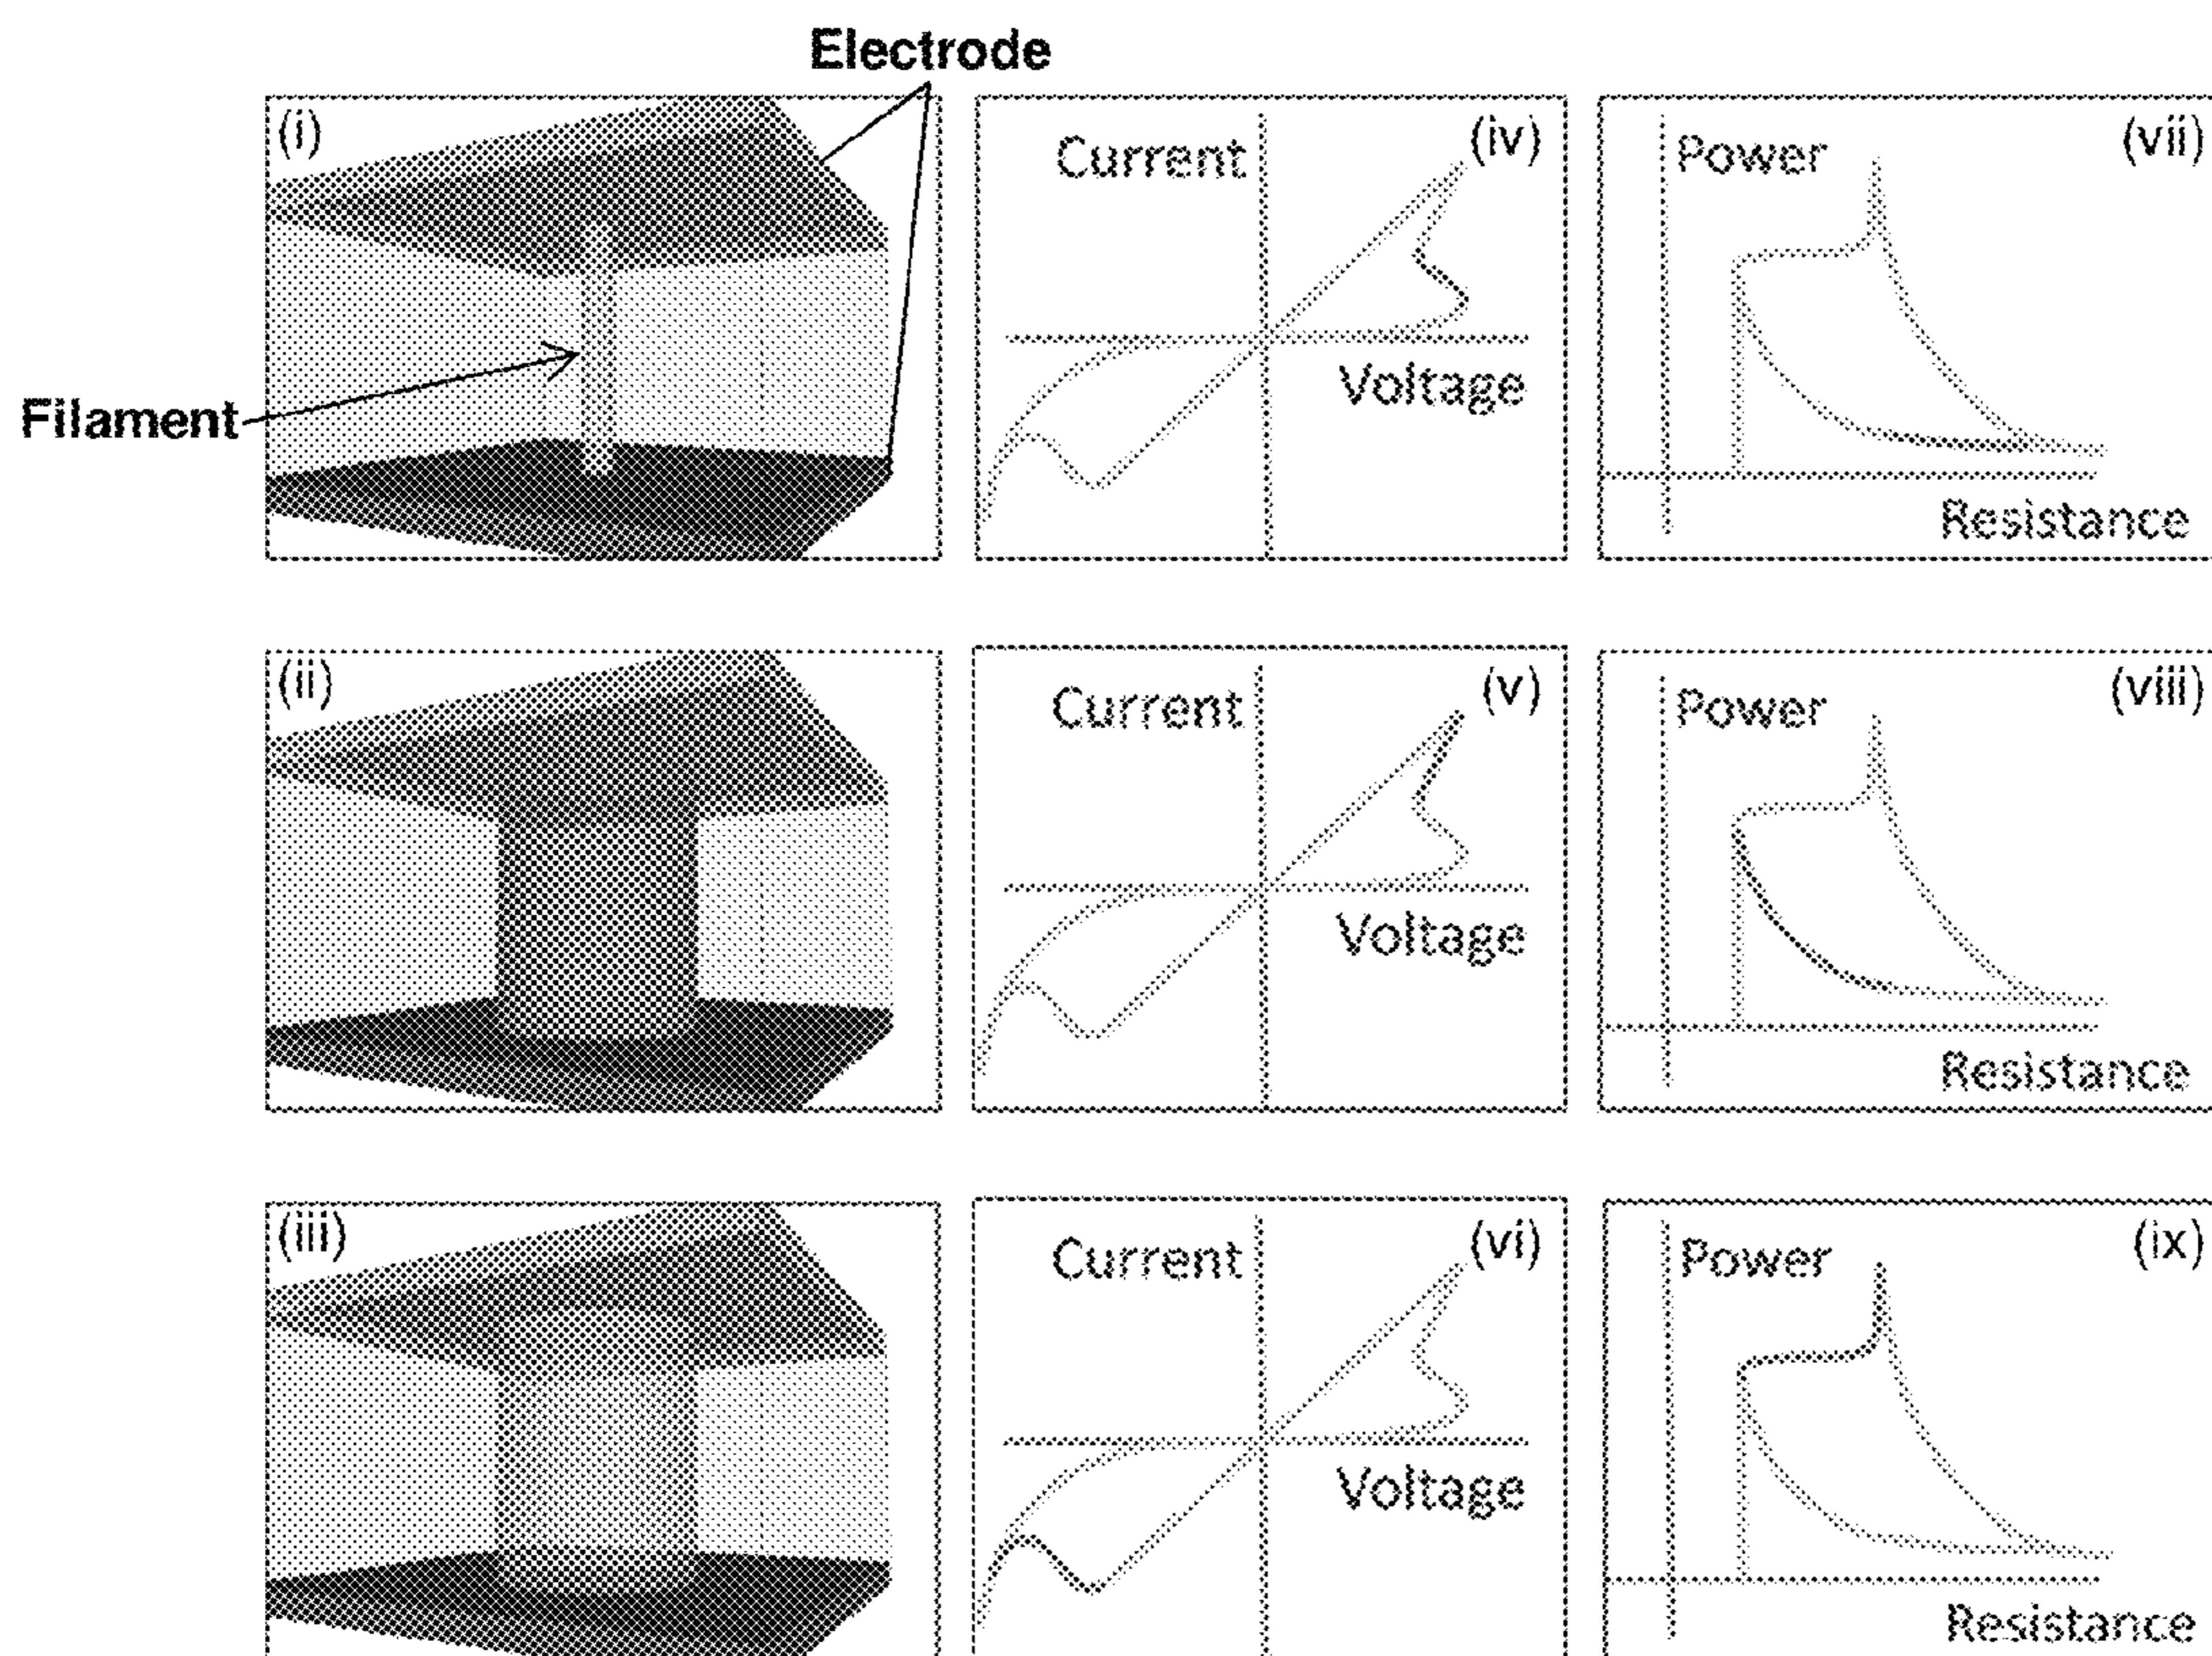 Electrode
(i)
Filament
Current
(iv)
Voltage
Power
(vii)
Resistance
(ii)
Current
(v)
Voltage
Power
(viii)
Resistance
(iii)
Current
(vi)
Voltage
Power
(ix)
Resistance